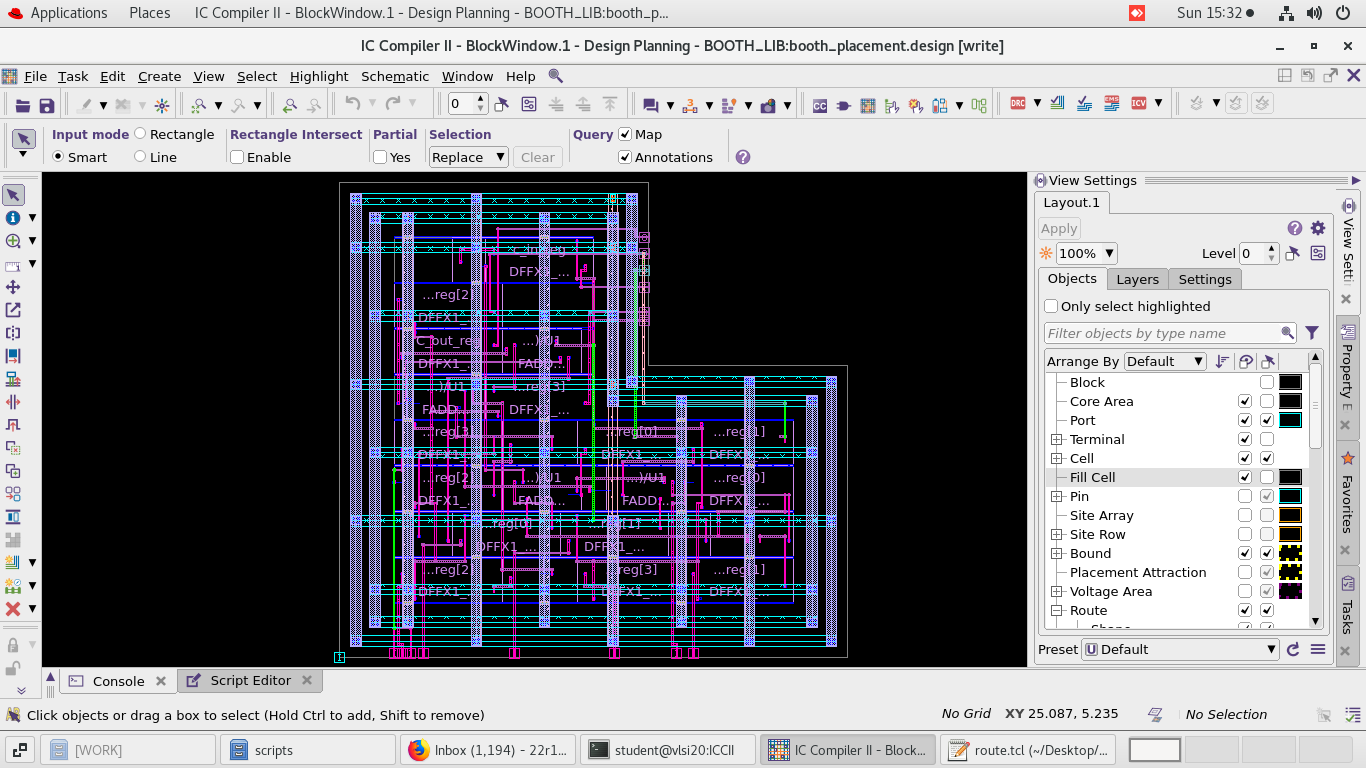 Applications Places IC Compiler II - BlockWindow.1 - Design Planning - BOOTH_LIB:booth_p... Sun 15:32
IC Compiler II - BlockWindow.1 - Design Planning - BOOTH_LIB:booth_placement.design [write]
File Task Edit Create View Select Highlight Schematic Window Help
0 CC DRC EMS ICV
Input mode Rectangle Rectangle Intersect Partial Selection Query Map
Smart Line Enable Yes Replace Clear Annotations
View Settings
Layout.1
Apply
100% Level 0
Objects Layers Settings
Only select highlighted
Filter objects by type name
Arrange By Default
Block
Core Area
Port
Terminal
Cell
Fill Cell
Pin
Site Array
Site Row
Bound
Placement Attraction
Voltage Area
Route
Shape
Preset Default
View Setti
Property E
Favorites
Tasks
DFFX1_...
...reg[2
DFFX1_
C_out_reg ...)/U1
DFFX1_ FADD...
...)/U1 ...reg[3]
FADD... DFFX1_...
...reg[3 ...reg[0] ...reg[1]
DFFX1_ DFFX1_... DFFX1_...
...reg[2 ...)/U1 ...)/U1 ...reg[0]
DFFX1_ FADD... FADD... DFFX1_...
...reg[0] ...reg[1]
DFFX1_... DFFX1_...
...reg[2 ...reg[3] ...reg[1]
DFFX1_ DFFX1_... DFFX1_...
Console Script Editor
Click objects or drag a box to select (Hold Ctrl to add, Shift to remove) No Grid XY 25.087, 5.235 No Selection
[WORK] scripts Inbox (1,194) - 22r1... student@vlsi20:ICCII IC Compiler II - Block... route.tcl (~/Desktop/...